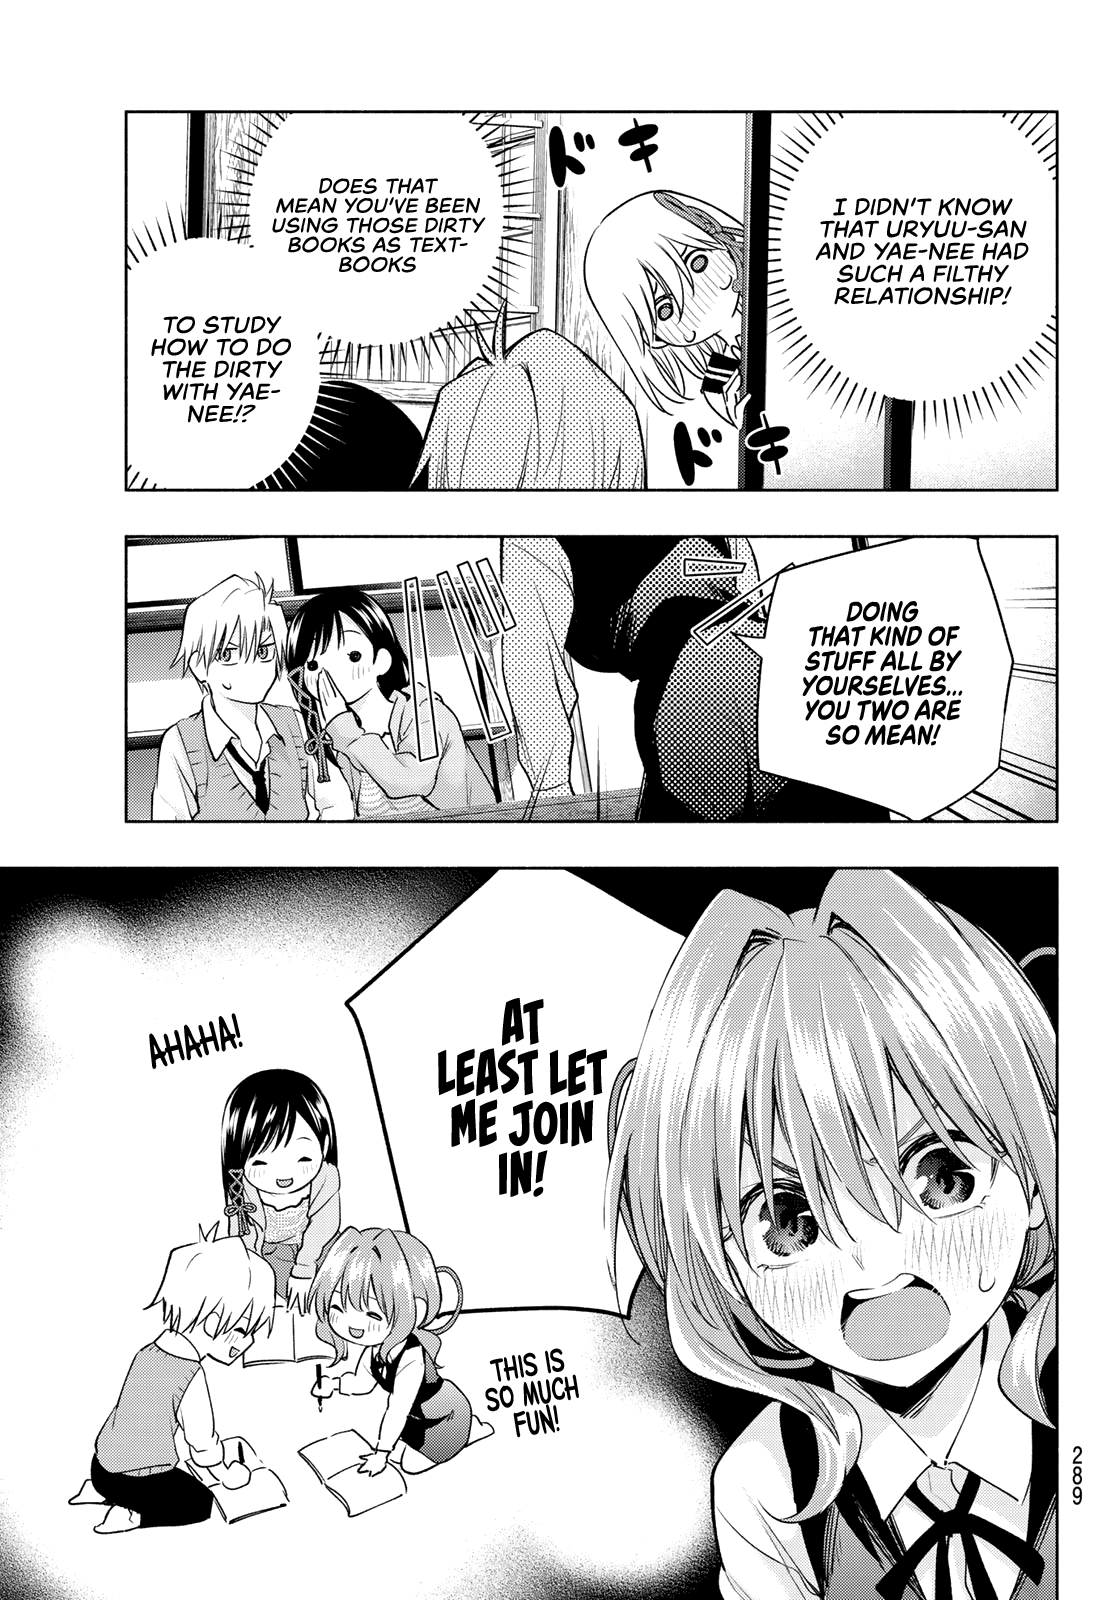 I DIDN'T KNOW
THAT URYUU-SAN
AND YAE-NEE HAD
SUCH A FILTHY
RELATIONSHIP!
ドキ
ドキ
DOES THAT
MEAN YOU'VE BEEN
USING THOSE DIRTY
BOOKS AS TEXT-
BOOKS
TO STUDY
HOW TO DO
THE DIRTY
WITH YAE-
NEE!?
DOING
THAT KIND OF
STUFF ALL BY
YOURSELVES...
YOU TWO ARE
SO MEAN!
AT
LEAST LET
ME JOIN
IN!
AHAHA!
THIS IS
SO MUCH
FUN!
289